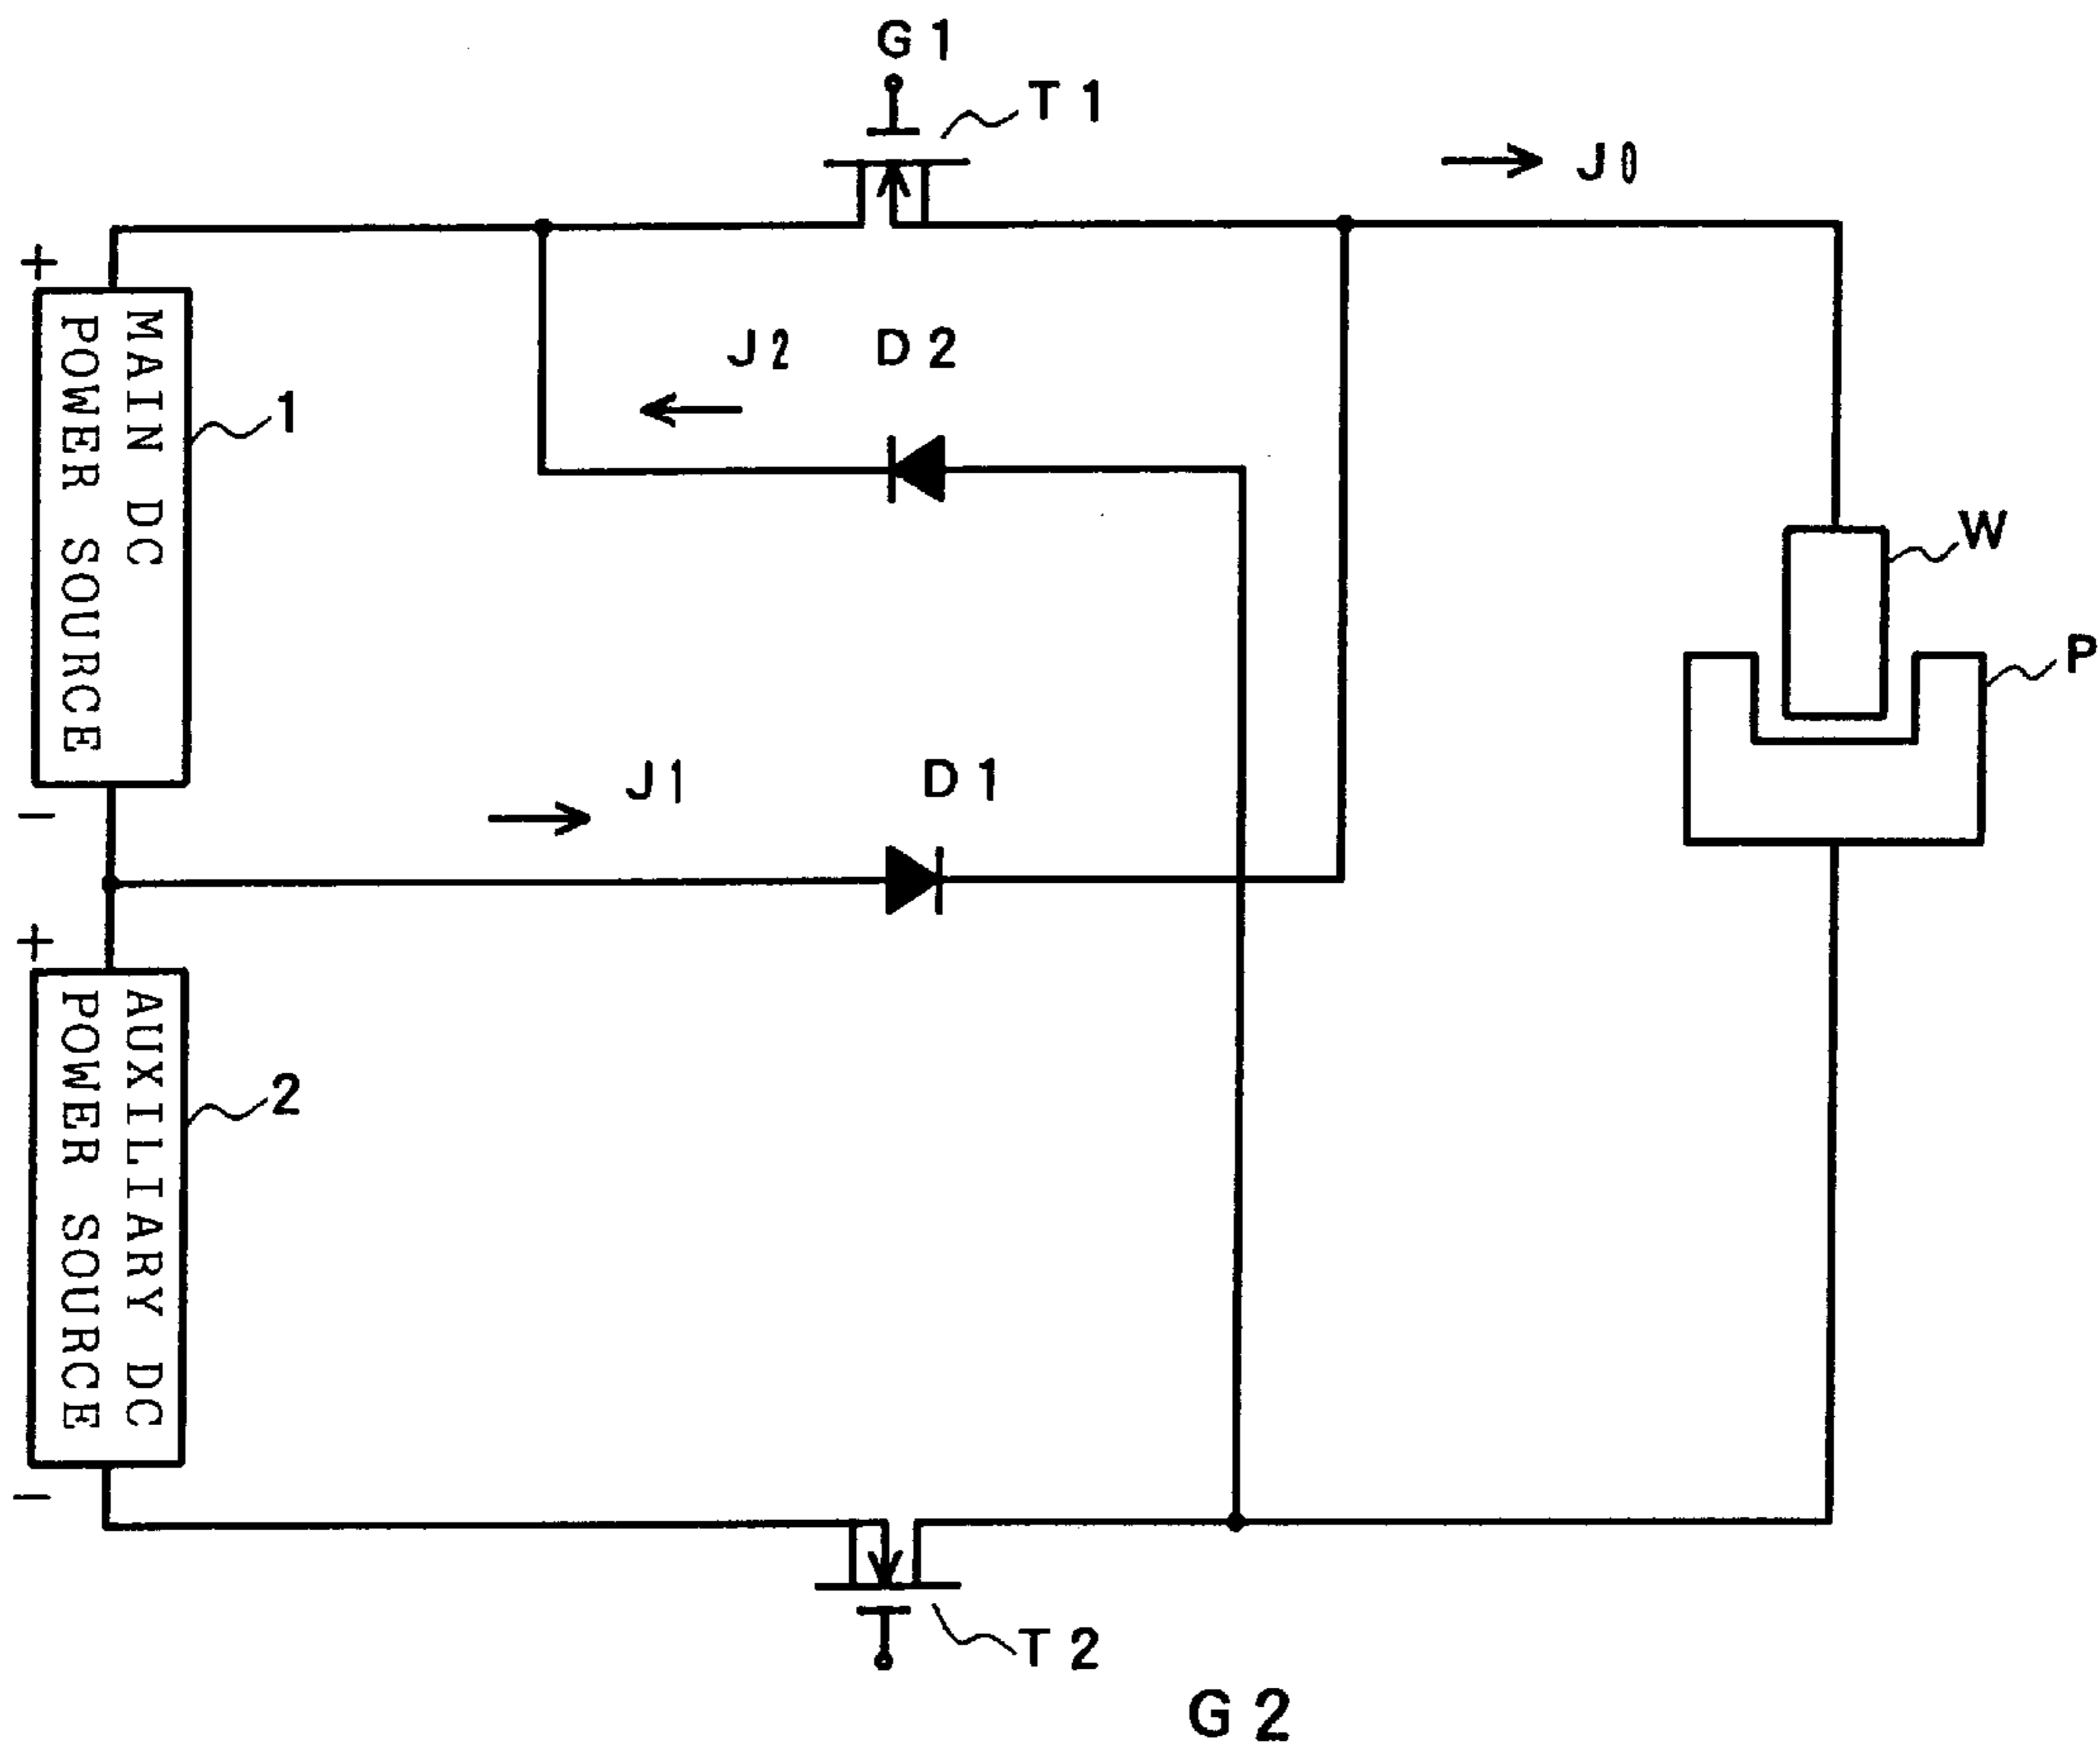 G1
T1
J0
+
MAIN DC
POWER SOURCE
1
−
J2
D2
W
P
J1
D1
+
AUXILIARY DC
POWER SOURCE
2
−
T2
G2